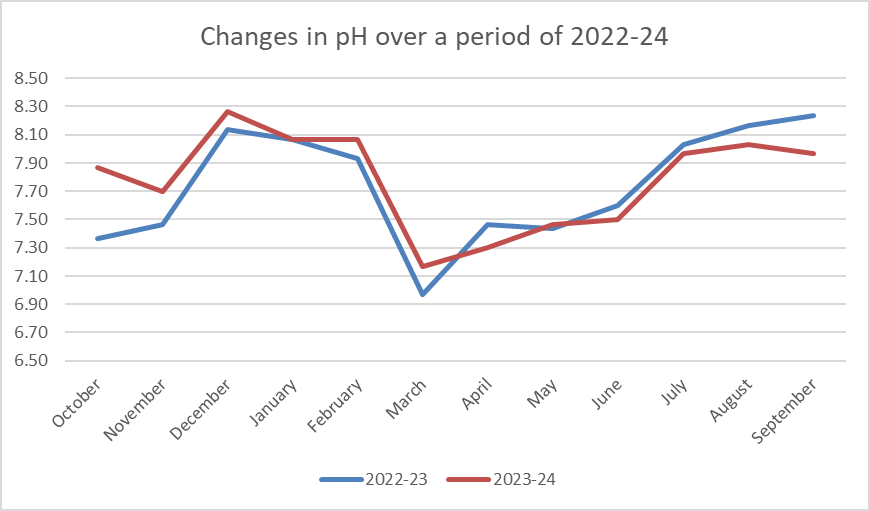 Changes in pH over a period of 2022-24
8.50
8.30
8.10
7.90
7.70
7.50
7.30
7.10
6.90
6.70
6.50
October
November
December
January
February
March
April
May
June
July
August
September
2022-23
2023-24